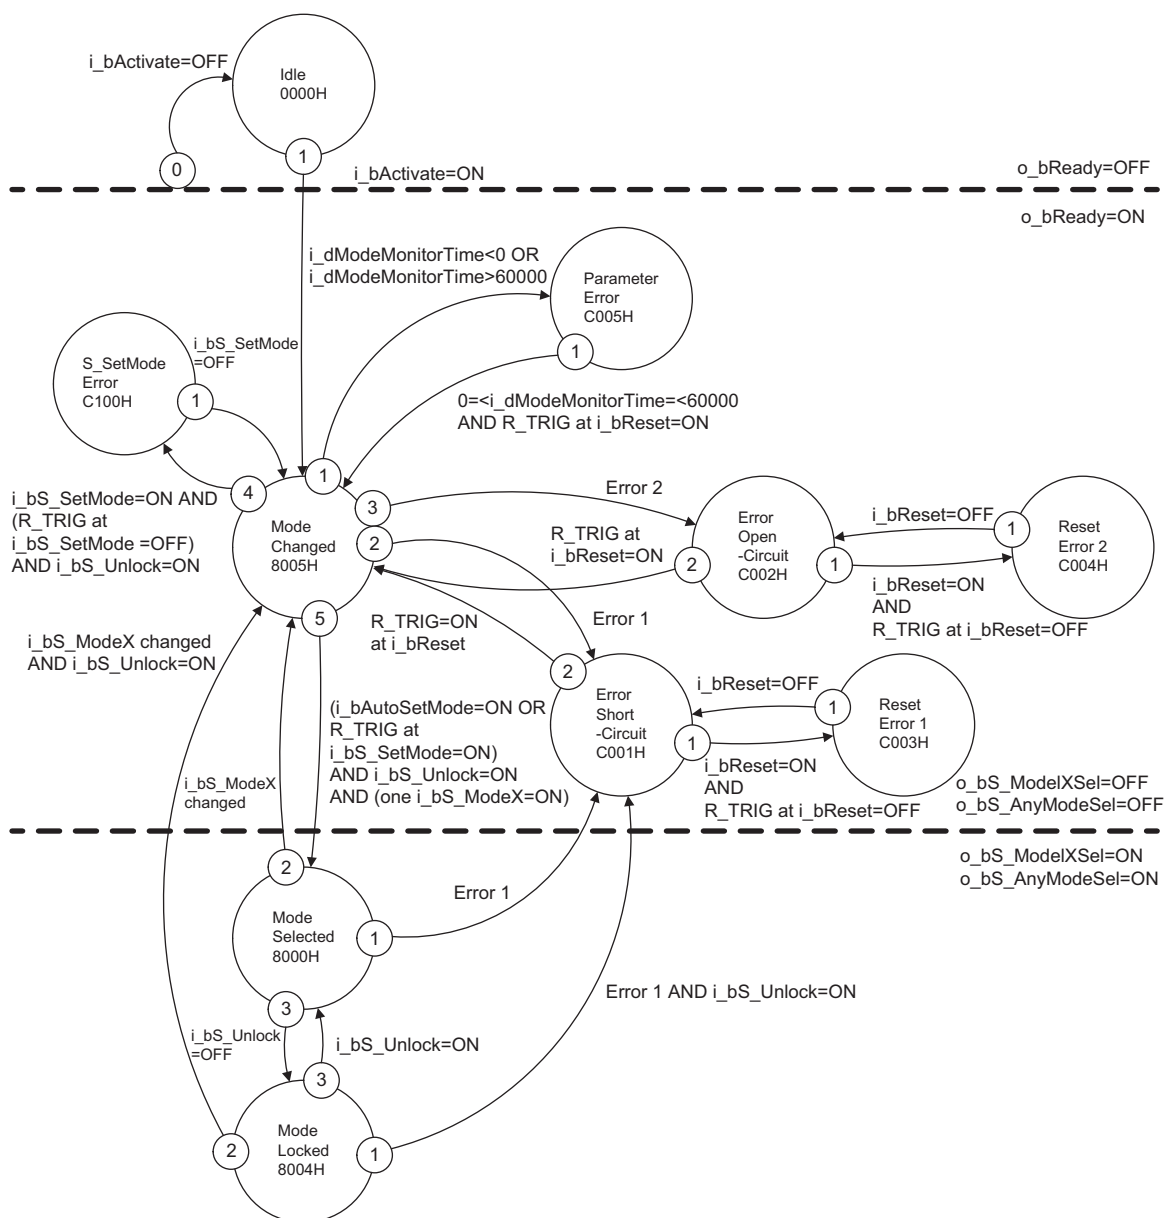 i_bActivate=OFF
Idle
0000H
0
1
i_bActivate=ON
o_bReady=OFF
o_bReady=ON
i_dModeMonitorTime<0 OR
i_dModeMonitorTime>60000
Parameter
Error
C005H
1
i_bS_SetMode
=OFF
S_SetMode
Error
C100H
1
0=<i_dModeMonitorTime=<60000
AND R_TRIG at i_bReset=ON
i_bS_SetMode=ON AND
(R_TRIG at
i_bS_SetMode =OFF)
AND i_bS_Unlock=ON
4
1
3
2
5
Mode
Changed
8005H
Error 2
R_TRIG at
i_bReset=ON
Error
Open
-Circuit
C002H
2
1
i_bReset=OFF
1
Reset
Error 2
C004H
i_bReset=ON
AND
R_TRIG at i_bReset=OFF
Error 1
R_TRIG=ON
at i_bReset
i_bS_ModeX changed
AND i_bS_Unlock=ON
2
Error
Short
-Circuit
C001H
1
i_bReset=OFF
1
Reset
Error 1
C003H
i_bReset=ON
AND
R_TRIG at i_bReset=OFF
(i_bAutoSetMode=ON OR
R_TRIG at
i_bS_SetMode=ON)
AND i_bS_Unlock=ON
AND (one i_bS_ModeX=ON)
i_bS_ModeX
changed
o_bS_ModelXSel=OFF
o_bS_AnyModeSel=OFF
o_bS_ModelXSel=ON
o_bS_AnyModeSel=ON
2
Mode
Selected
8000H
1
3
Error 1
Error 1 AND i_bS_Unlock=ON
i_bS_Unlock
=OFF
i_bS_Unlock=ON
3
2
Mode
Locked
8004H
1